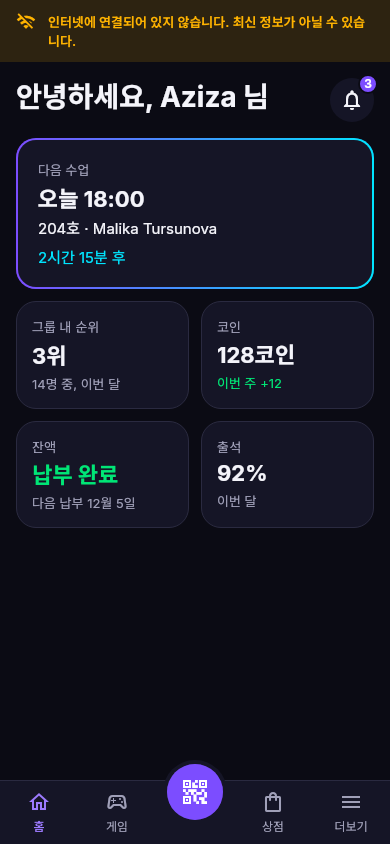 인터넷에 연결되어 있지 않습니다. 최신 정보가 아닐 수 있습
니다.
안녕하세요, Aziza 님
3
다음 수업
오늘 18:00
204호 · Malika Tursunova
2시간 15분 후
그룹 내 순위
3위
14명 중, 이번 달
코인
128코인
이번 주 +12
잔액
납부 완료
다음 납부 12월 5일
출석
92%
이번 달
홈
게임
상점
더보기